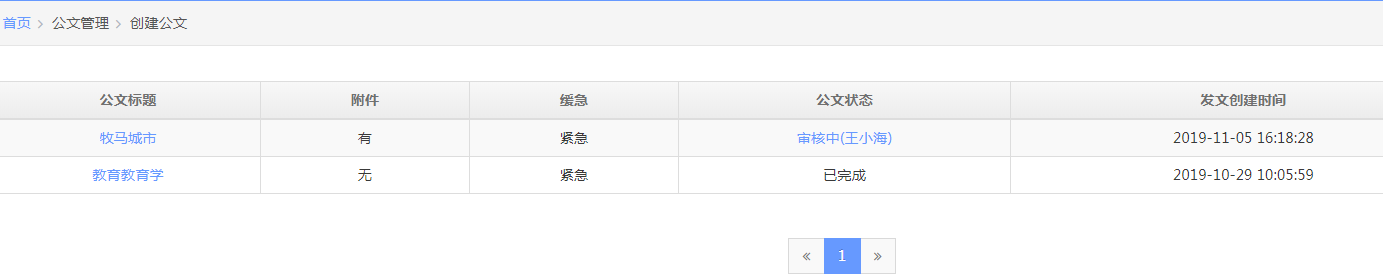 首页 > 公文管理 > 创建公文
公文标题 附件 缓急 公文状态 发文创建时间
牧马城市 有 紧急 审核中(王小海) 2019-11-05 16:18:28
教育教育学 无 紧急 已完成 2019-10-29 10:05:59
« 1 »